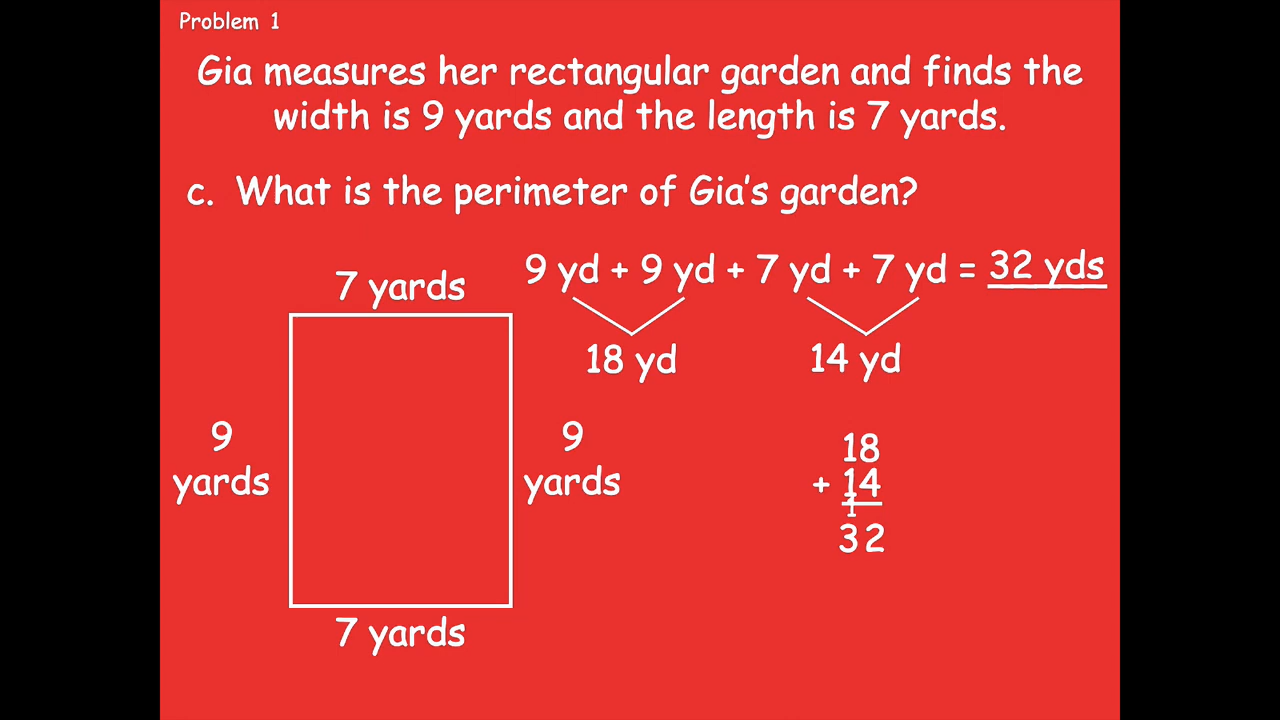 Problem 1
Gia measures her rectangular garden and finds the
width is 9 yards and the length is 7 yards.
c. What is the perimeter of Gia's garden?
9 yd + 9 yd + 7 yd + 7 yd = 32 yds
18 yd 14 yd
7 yards
9
yards
9
yards
7 yards
18
+ 14
1
32